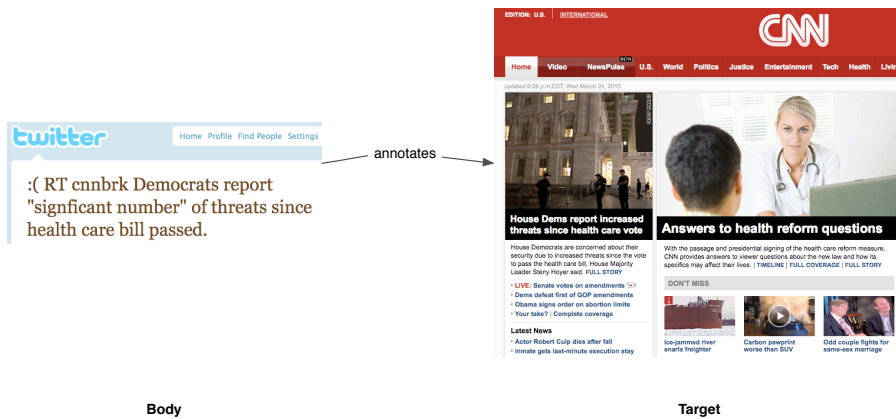 twitter
Home Profile Find People Settings
:( RT cnnbrk Democrats report
"signficant number" of threats since
health care bill passed.
annotates
EDITION: U.S. | INTERNATIONAL
CNN
BETA
Home Video NewsPulse U.S. World Politics Justice Entertainment Tech Health Livin
updated 6:28 p.m.EDT, Wed March 24, 2010
House Dems report increased
threats since health care vote
House Democrats are concerned about their
security due to increased threats since the vote
to pass the health care bill, House Majority
Leader Steny Hoyer said. FULL STORY
· LIVE: Senate votes on amendments
· Dems defeat first of GOP amendments
· Obama signs order on abortion limits
· Your take? | Complete coverage
Latest News
· Actor Robert Culp dies after fall
· Inmate gets last-minute execution stay
Answers to health reform questions
With the passage and presidential signing of the health care reform measure,
CNN provides answers to viewer questions about the new law and how its
specifics may affect their lives. | TIMELINE | FULL COVERAGE | FULL STORY
DON'T MISS
Ice-jammed river
snarls freighter
Carbon pawprint
worse than SUV
Odd couple fights for
same-sex marriage
Body
Target